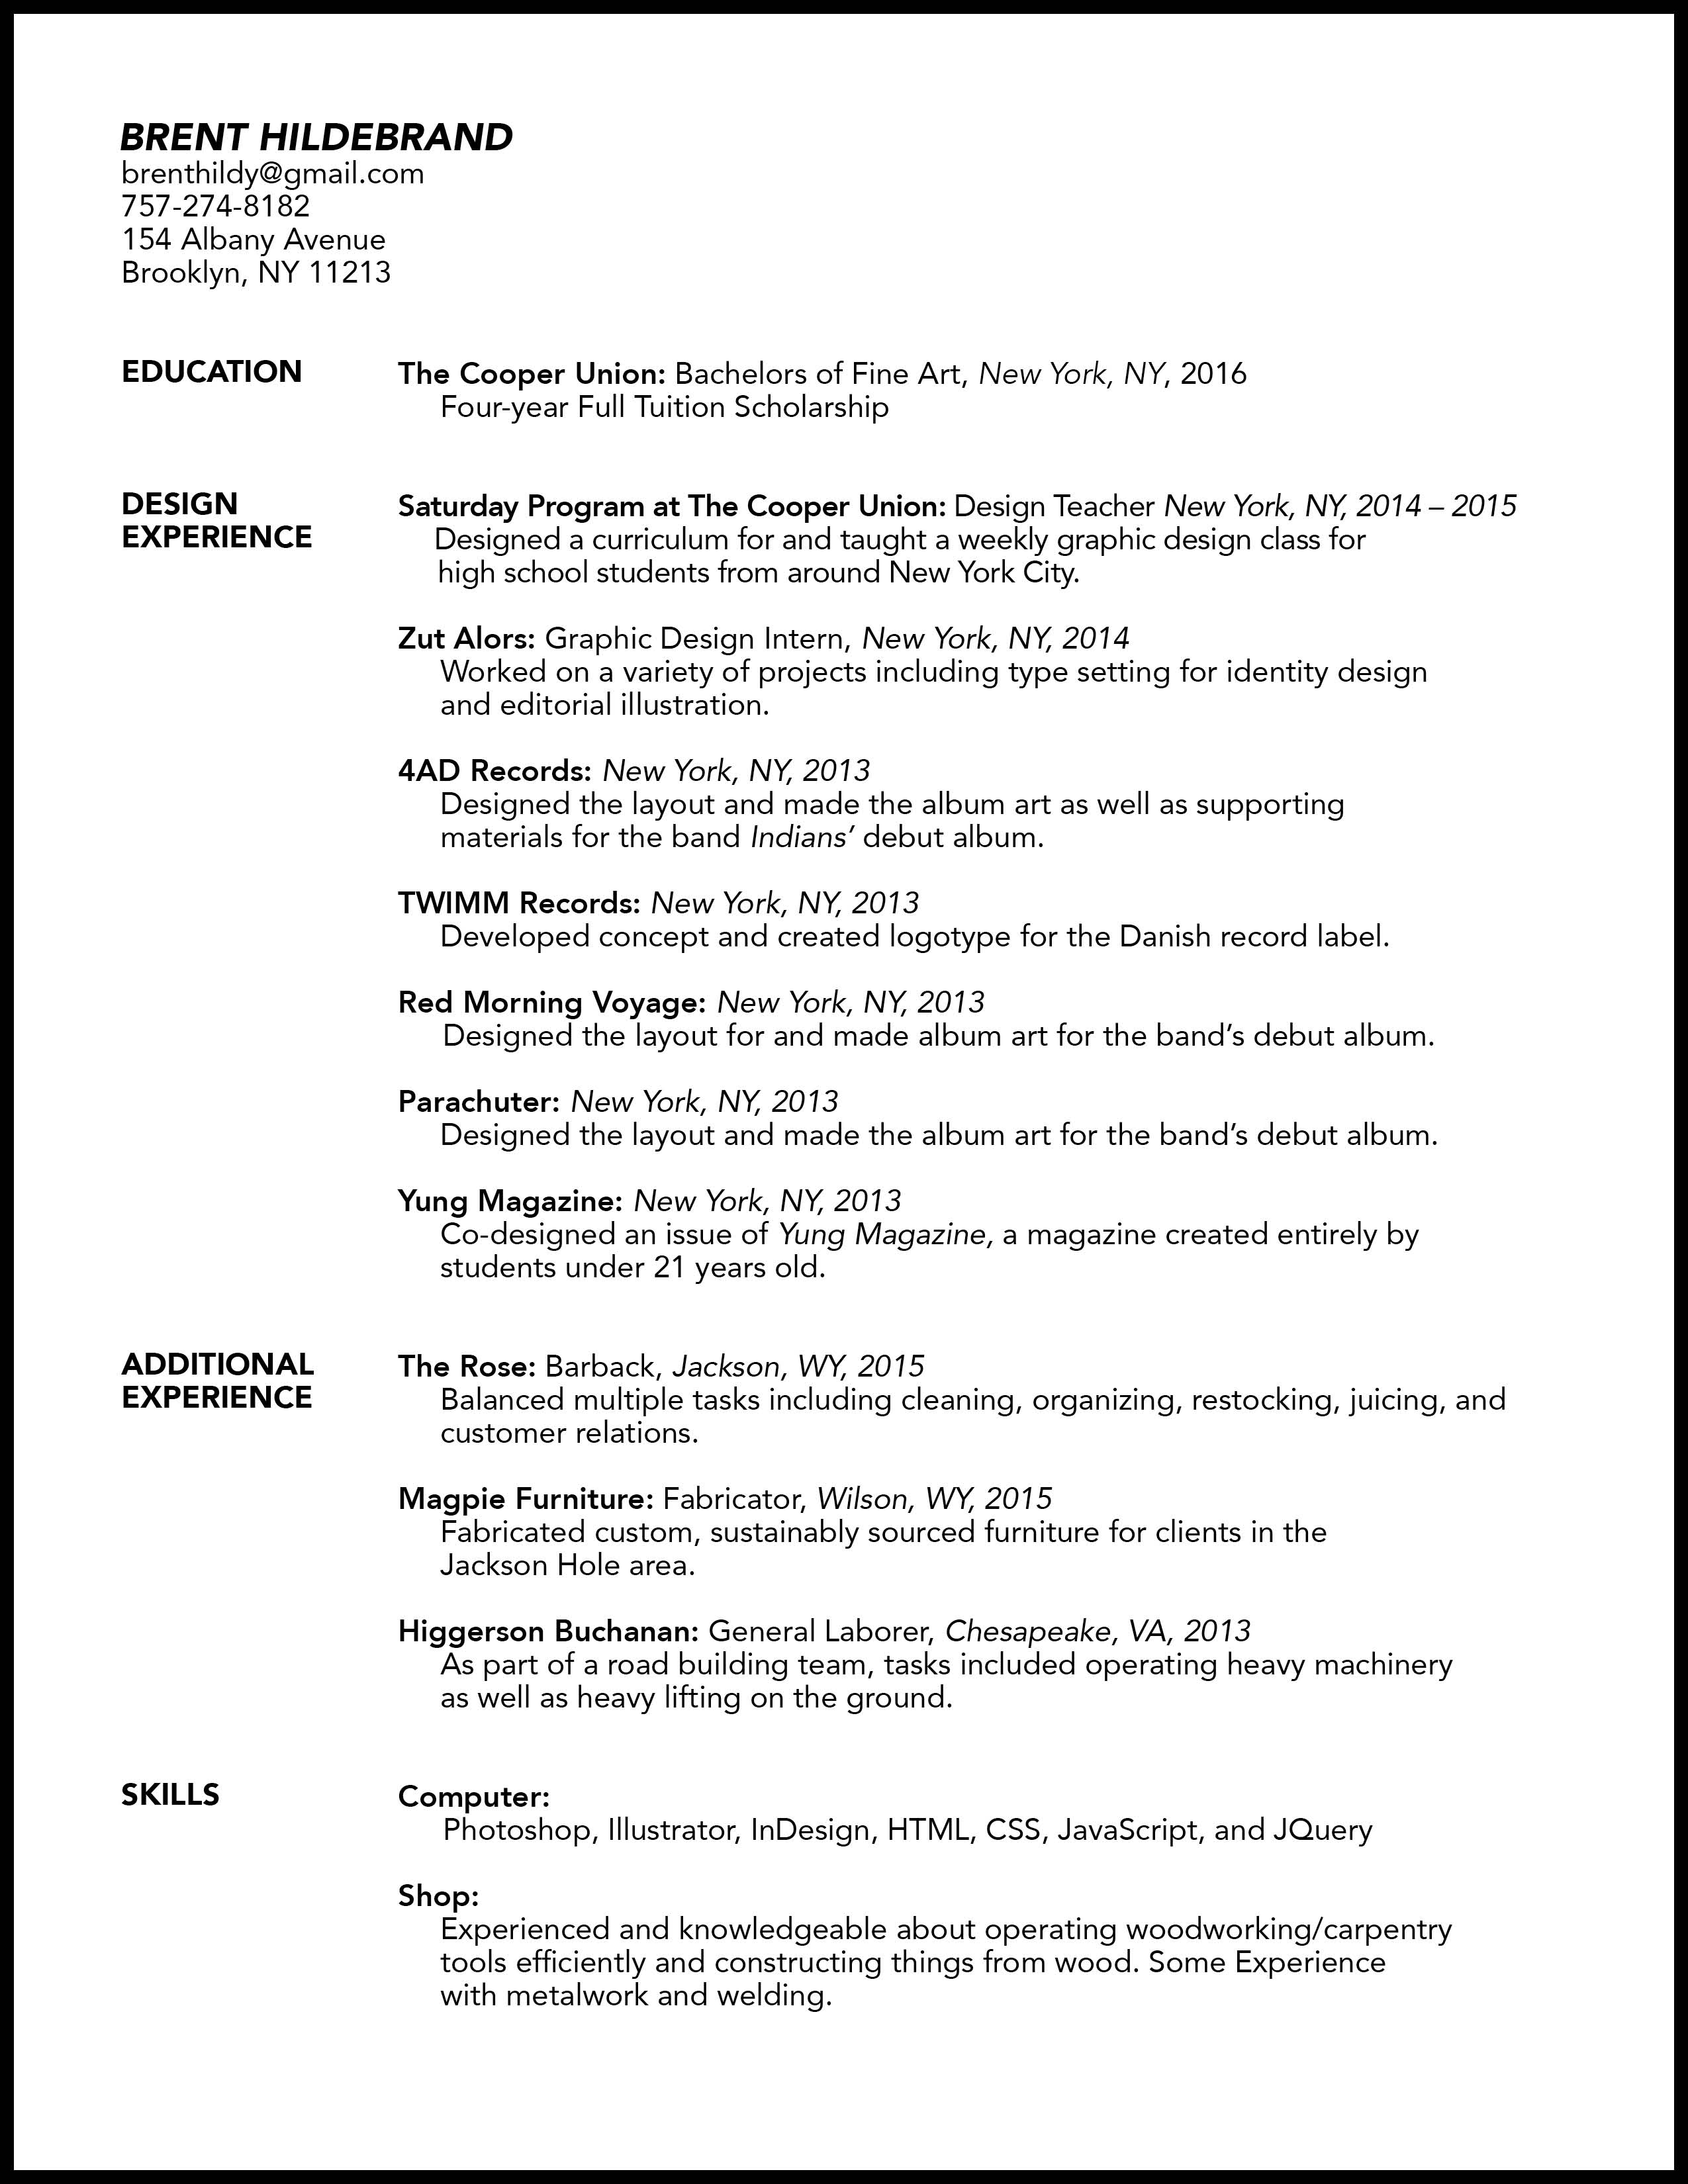 BRENT HILDEBRAND
brenthildy@gmail.com
757-274-8182
154 Albany Avenue
Brooklyn, NY 11213
EDUCATION
The Cooper Union: Bachelors of Fine Art, New York, NY, 2016
Four-year Full Tuition Scholarship
DESIGN
EXPERIENCE
Saturday Program at The Cooper Union: Design Teacher New York, NY, 2014 – 2015
Designed a curriculum for and taught a weekly graphic design class for
high school students from around New York City.
Zut Alors: Graphic Design Intern, New York, NY, 2014
Worked on a variety of projects including type setting for identity design
and editorial illustration.
4AD Records: New York, NY, 2013
Designed the layout and made the album art as well as supporting
materials for the band Indians’ debut album.
TWIMM Records: New York, NY, 2013
Developed concept and created logotype for the Danish record label.
Red Morning Voyage: New York, NY, 2013
Designed the layout for and made album art for the band’s debut album.
Parachuter: New York, NY, 2013
Designed the layout and made the album art for the band’s debut album.
Yung Magazine: New York, NY, 2013
Co-designed an issue of Yung Magazine, a magazine created entirely by
students under 21 years old.
ADDITIONAL
EXPERIENCE
The Rose: Barback, Jackson, WY, 2015
Balanced multiple tasks including cleaning, organizing, restocking, juicing, and
customer relations.
Magpie Furniture: Fabricator, Wilson, WY, 2015
Fabricated custom, sustainably sourced furniture for clients in the
Jackson Hole area.
Higgerson Buchanan: General Laborer, Chesapeake, VA, 2013
As part of a road building team, tasks included operating heavy machinery
as well as heavy lifting on the ground.
SKILLS
Computer:
Photoshop, Illustrator, InDesign, HTML, CSS, JavaScript, and JQuery
Shop:
Experienced and knowledgeable about operating woodworking/carpentry
tools efficiently and constructing things from wood. Some Experience
with metalwork and welding.